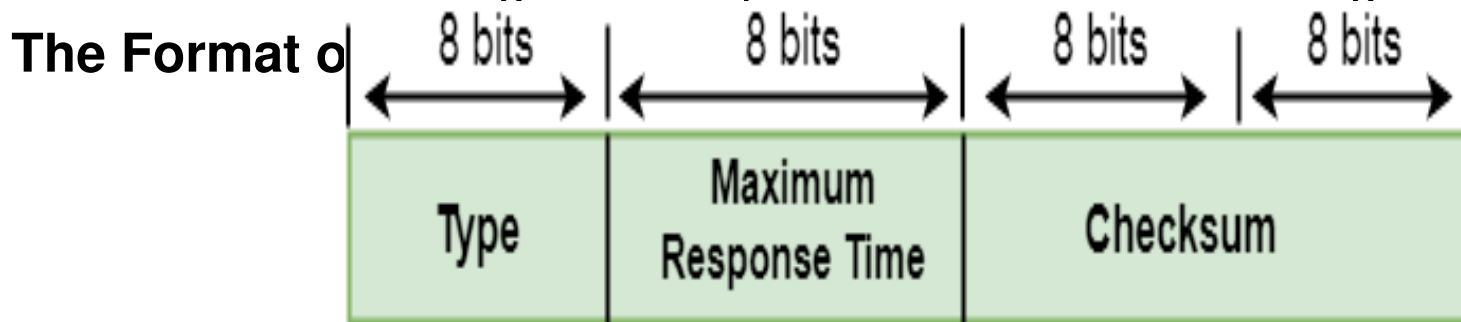 The Format o
8 bits 8 bits 8 bits 8 bits
Type
Maximum
Response Time
Checksum